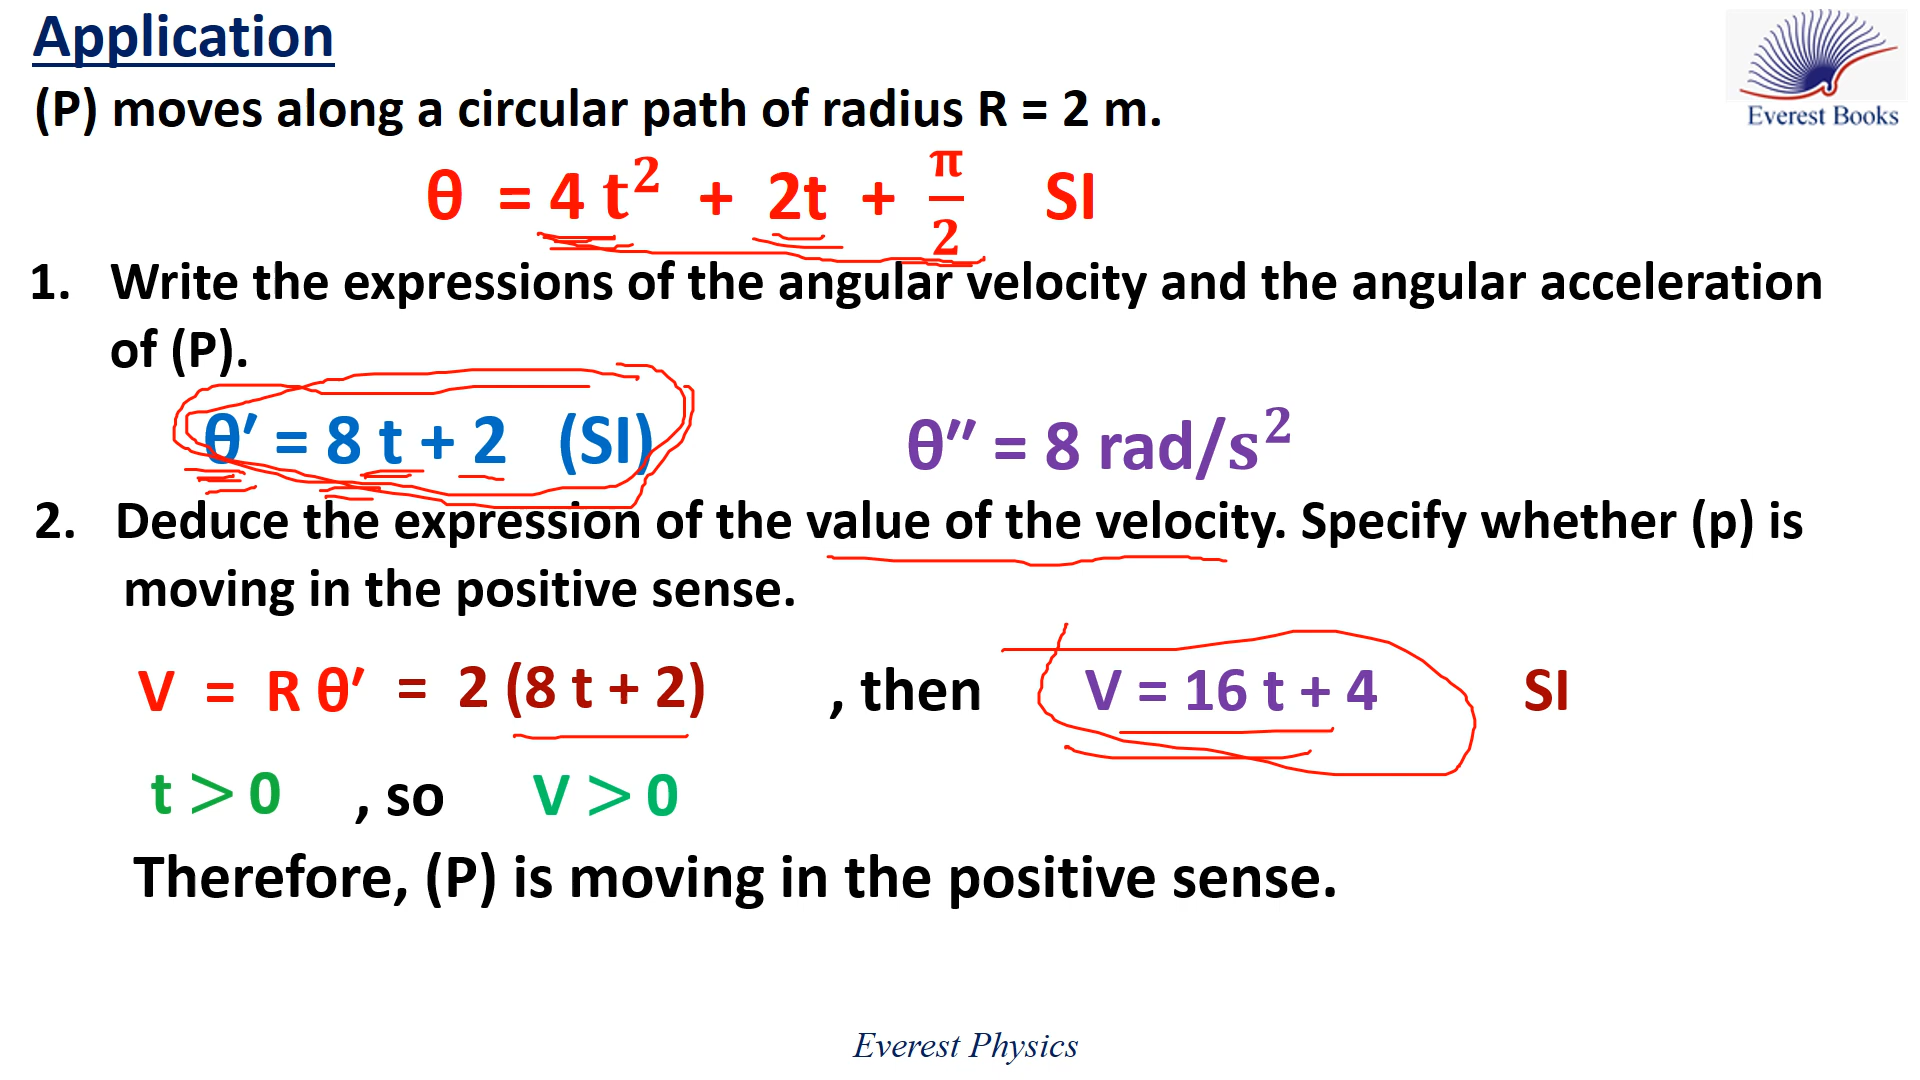 Application
Everest Books
(P) moves along a circular path of radius R = 2 m.
θ = 4 t² + 2t + π/2 SI
1. Write the expressions of the angular velocity and the angular acceleration
of (P).
θ′ = 8 t + 2 (SI) θ″ = 8 rad/s²
2. Deduce the expression of the value of the velocity. Specify whether (p) is
moving in the positive sense.
V = R θ′ = 2 (8 t + 2) , then V = 16 t + 4 SI
t > 0 , so V > 0
Therefore, (P) is moving in the positive sense.
Everest Physics